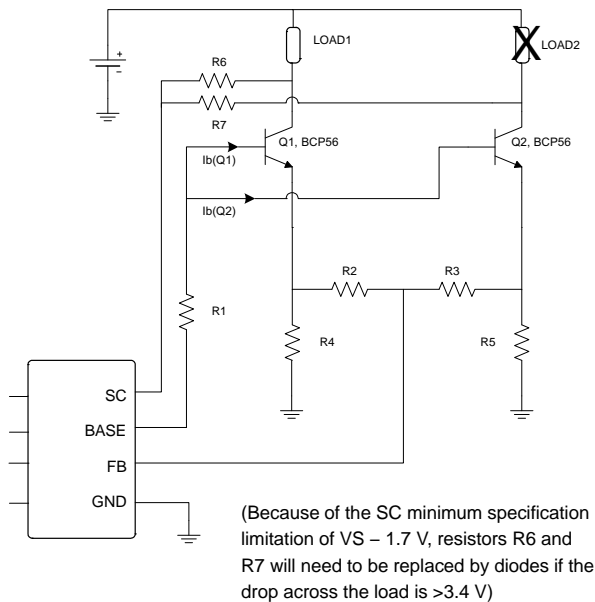 LOAD1
LOAD2
R6
R7
Q1, BCP56
Q2, BCP56
Ib(Q1)
Ib(Q2)
R2
R3
R1
R4
R5
SC
BASE
FB
GND
+
−
(Because of the SC minimum specification
limitation of VS – 1.7 V, resistors R6 and
R7 will need to be replaced by diodes if the
drop across the load is >3.4 V)